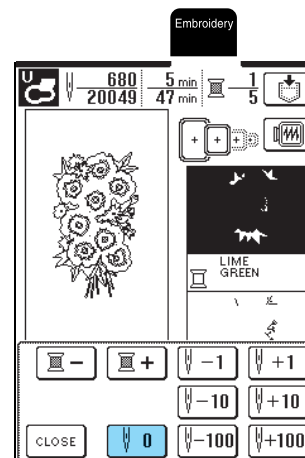 Embroidery
U 680 5 min 1
20049 47 min 5
LIME
GREEN
− + −1 +1
−10 +10
CLOSE 0 −100 +100